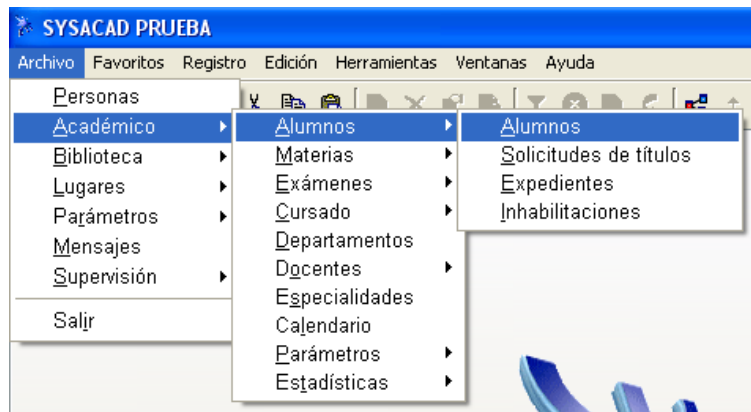 SYSACAD PRUEBA
Archivo Favoritos Registro Edición Herramientas Ventanas Ayuda
Personas
Académico
Biblioteca
Lugares
Parámetros
Mensajes
Supervisión
Salir
Alumnos
Materias
Exámenes
Cursado
Departamentos
Docentes
Especialidades
Calendario
Parámetros
Estadísticas
Alumnos
Solicitudes de títulos
Expedientes
Inhabilitaciones